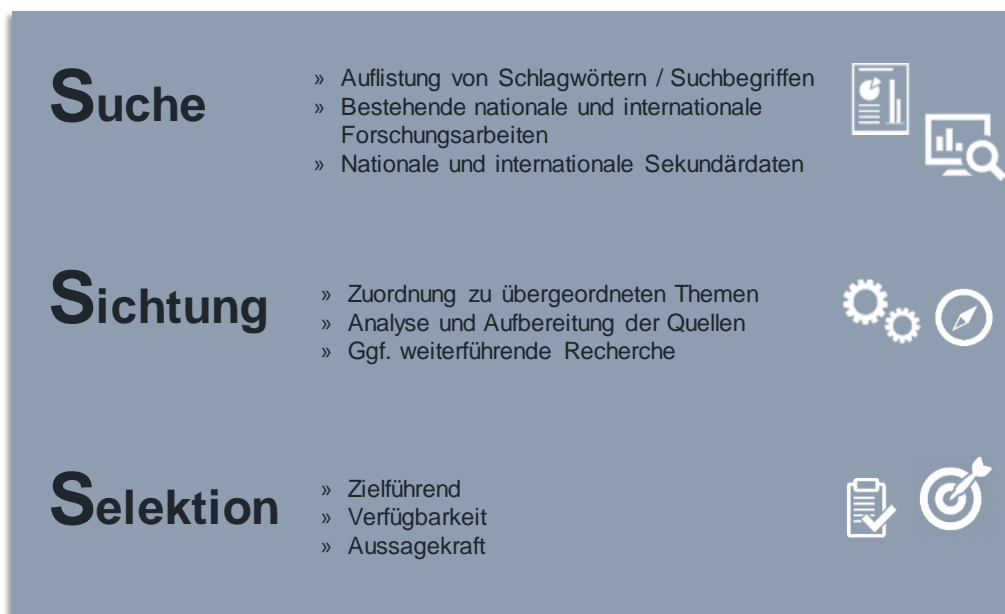 Suche
» Auflistung von Schlagwörtern / Suchbegriffen
» Bestehende nationale und internationale
Forschungsarbeiten
» Nationale und internationale Sekundärdaten
Sichtung
» Zuordnung zu übergeordneten Themen
» Analyse und Aufbereitung der Quellen
» Ggf. weiterführende Recherche
Selektion
» Zielführend
» Verfügbarkeit
» Aussagekraft